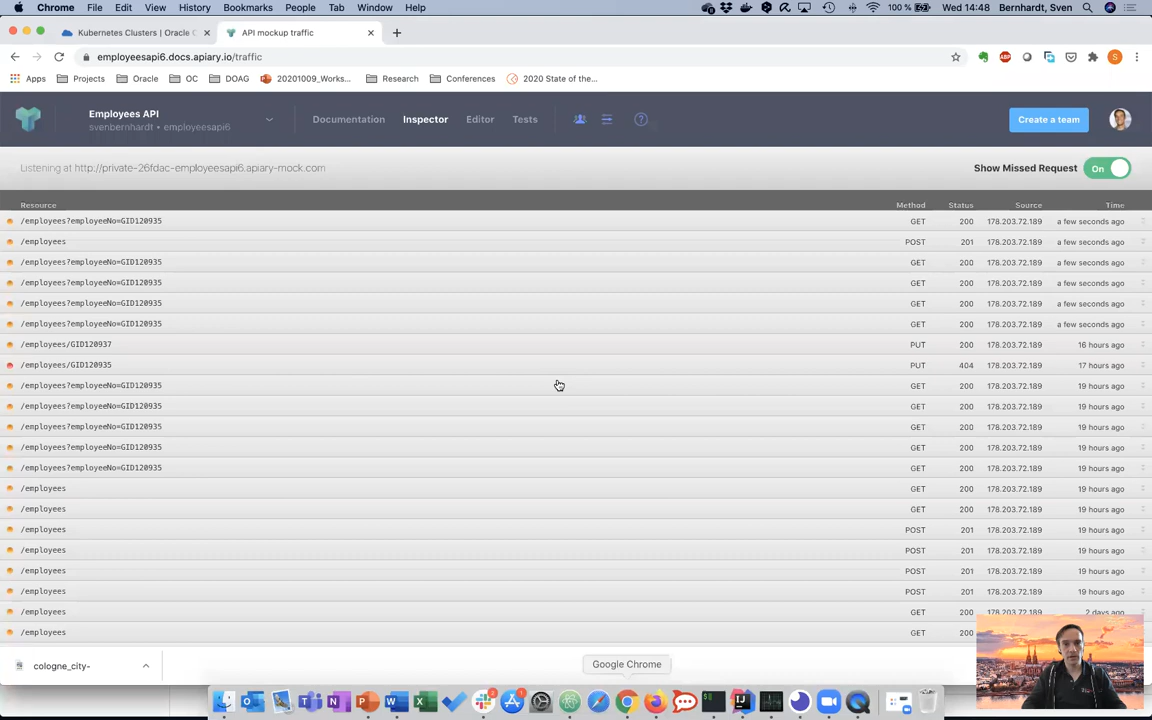 Chrome File Edit View History Bookmarks People Tab Window Help 100 % Wed 14:48 Bernhardt, Sven
Kubernetes Clusters | Oracle C API mockup traffic
employeesapi6.docs.apiary.io/traffic
Apps Projects Oracle OC DOAG 20201009_Works... Research Conferences 2020 State of the...
Employees API
svenbernhardt • employeesapi6
Documentation Inspector Editor Tests Create a team
Listening at http://private-26fdac-employeesapi6.apiary-mock.com Show Missed Request On
Resource Method Status Source Time
/employees?employeeNo=GID120935 GET 200 178.203.72.189 a few seconds ago
/employees POST 201 178.203.72.189 a few seconds ago
/employees?employeeNo=GID120935 GET 200 178.203.72.189 a few seconds ago
/employees?employeeNo=GID120935 GET 200 178.203.72.189 a few seconds ago
/employees?employeeNo=GID120935 GET 200 178.203.72.189 a few seconds ago
/employees?employeeNo=GID120935 GET 200 178.203.72.189 a few seconds ago
/employees/GID120937 PUT 200 178.203.72.189 16 hours ago
/employees/GID120935 PUT 404 178.203.72.189 17 hours ago
/employees?employeeNo=GID120935 GET 200 178.203.72.189 19 hours ago
/employees?employeeNo=GID120935 GET 200 178.203.72.189 19 hours ago
/employees?employeeNo=GID120935 GET 200 178.203.72.189 19 hours ago
/employees?employeeNo=GID120935 GET 200 178.203.72.189 19 hours ago
/employees?employeeNo=GID120935 GET 200 178.203.72.189 19 hours ago
/employees GET 200 178.203.72.189 19 hours ago
/employees GET 200 178.203.72.189 19 hours ago
/employees POST 201 178.203.72.189 19 hours ago
/employees POST 201 178.203.72.189 19 hours ago
/employees POST 201 178.203.72.189 19 hours ago
/employees POST 201 178.203.72.189 19 hours ago
/employees GET 200 178.203.72.189 2 days ago
/employees GET 200
cologne_city-
Google Chrome